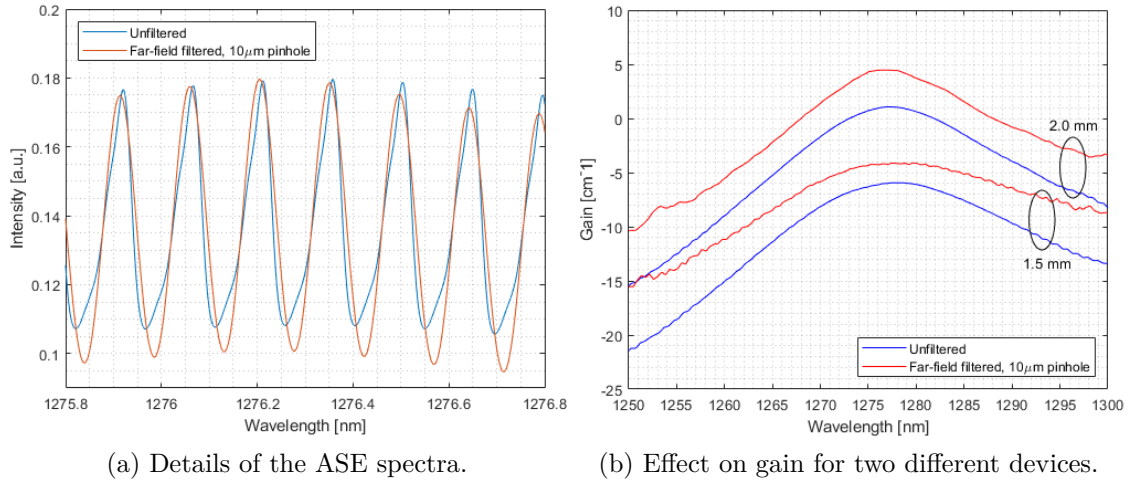 0.2
0.18
0.16
0.14
0.12
0.1
Intensity [a.u.]
Unfiltered
Far-field filtered, 10μm pinhole
1275.8 1276 1276.2 1276.4 1276.6 1276.8
Wavelength [nm]
(a) Details of the ASE spectra.
10
5
0
-5
-10
-15
-20
-25
Gain [cm⁻1]
2.0 mm
1.5 mm
Unfiltered
Far-field filtered, 10μm pinhole
1250 1255 1260 1265 1270 1275 1280 1285 1290 1295 1300
Wavelength [nm]
(b) Effect on gain for two different devices.